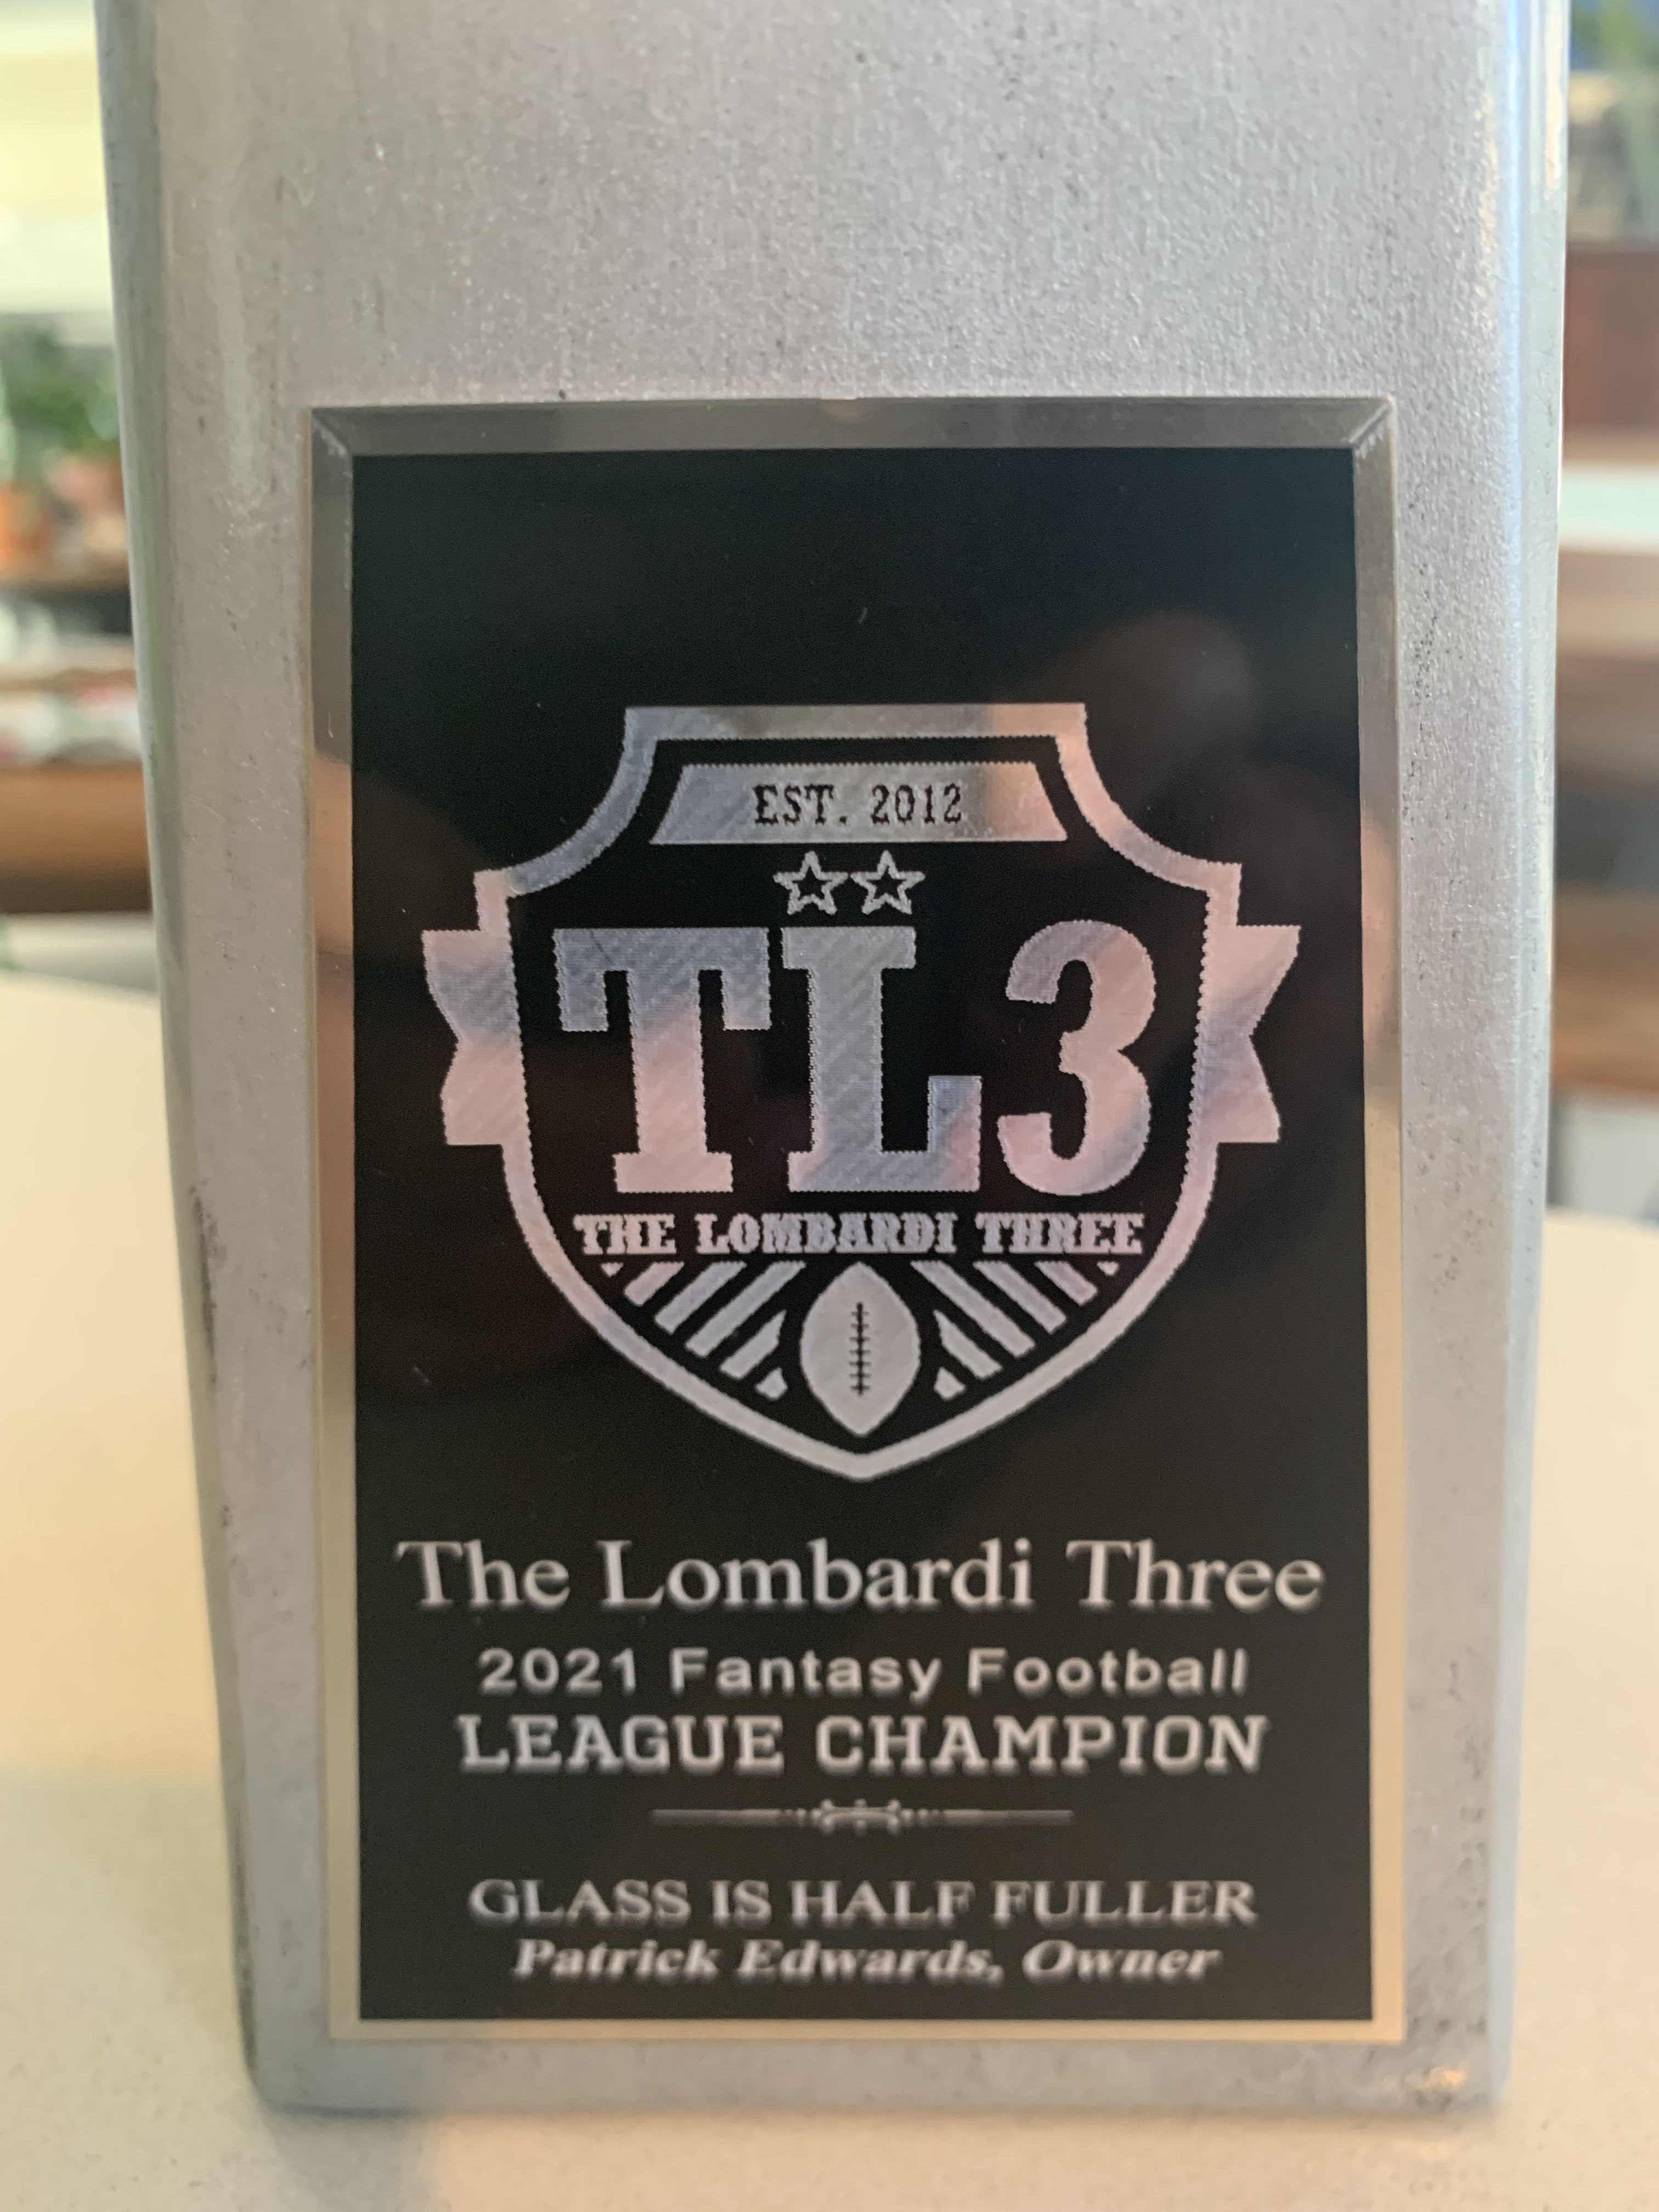 EST. 2012
TL3
THE LOMBARDI THREE
The Lombardi Three
2021 Fantasy Football
LEAGUE CHAMPION
GLASS IS HALF FULLER
Patrick Edwards, Owner